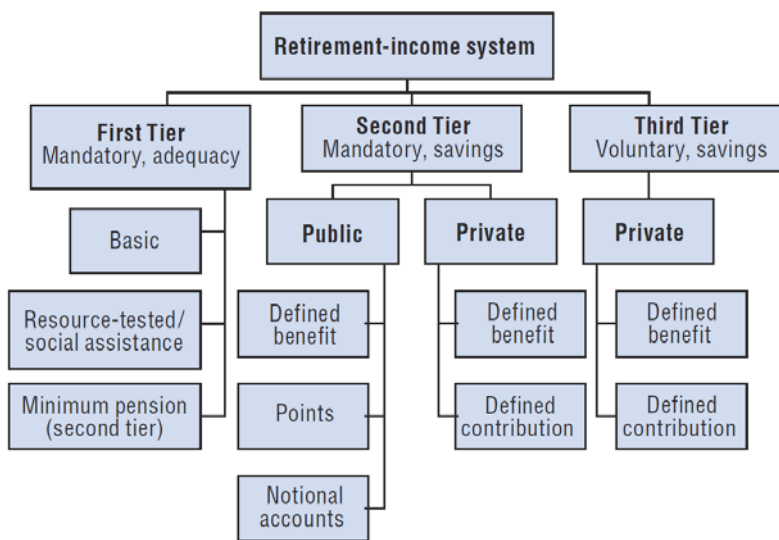 Retirement-income system
First Tier
Mandatory, adequacy
Second Tier
Mandatory, savings
Third Tier
Voluntary, savings
Basic
Resource-tested/
social assistance
Minimum pension
(second tier)
Public
Defined
benefit
Points
Notional
accounts
Private
Defined
benefit
Defined
contribution
Private
Defined
benefit
Defined
contribution